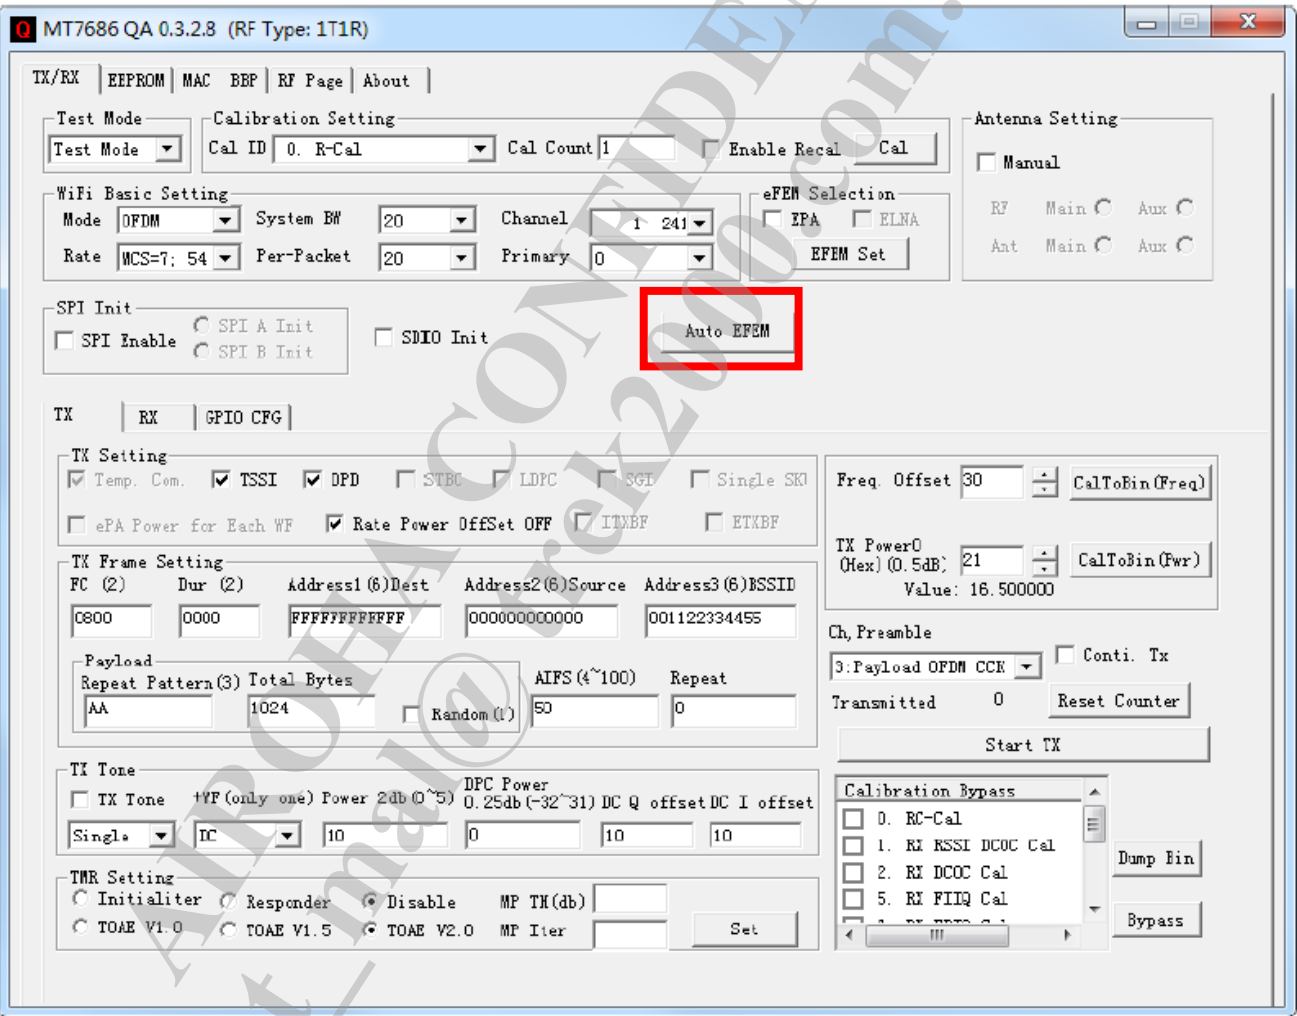 MT7686 QA 0.3.2.8 (RF Type: 1T1R)
TX/RX EEPROM MAC BBP RF Page About
Test Mode Calibration Setting Antenna Setting
Test Mode Cal ID 0. R-Cal Cal Count 1 Enable Recal Cal
Manual
WiFi Basic Setting eFEM Selection
Mode OFDM System BW 20 Channel 1 241 EPA ELNA
RF Main Aux
Rate MCS=7; 54 Per-Packet 20 Primary 0 EFEM Set
Ant Main Aux
SPI Init
SPI Enable SPI A Init SDIO Init Auto EFEM
SPI B Init
TX RX GPIO CFG
TX Setting
Temp. Com. TSSI DPD STBC LDPC SGI Single SKU
Freq. Offset 30 CalToBin(Freq)
ePA Power for Each WF Rate Power OffSet OFF ITXBF ETXBF
TX Power0
(Hex)(0.5dB) 21 CalToBin(Pwr)
Value: 16.500000
TX Frame Setting
FC (2) Dur (2) Address1(6)Dest Address2(6)Source Address3(6)BSSID
0800 0000 FFFFFFFFFFFF 000000000000 001122334455
Ch,Preamble
Payload
Repeat Pattern(3) Total Bytes AIFS(4~100) Repeat
3:Payload OFDM CCK Conti. Tx
AA 1024 Random(1) 50 0
Transmitted 0 Reset Counter
Start TX
TX Tone
TX Tone +WF(only one) Power 2db(0~5) DPC Power
0.25db(-32~31) DC Q offset DC I offset
Single DC 10 0 10 10
Calibration Bypass
0. RC-Cal
1. RX RSSI DCOC Cal
2. RX DCOC Cal
5. RX FIIQ Cal
Dump Bin
Bypass
TMR Setting
Initialiter Responder Disable MP TH(db)
TOAE V1.0 TOAE V1.5 TOAE V2.0 MP Iter Set
AIROHA CONFIDEN
t_mal@trek2000.com.